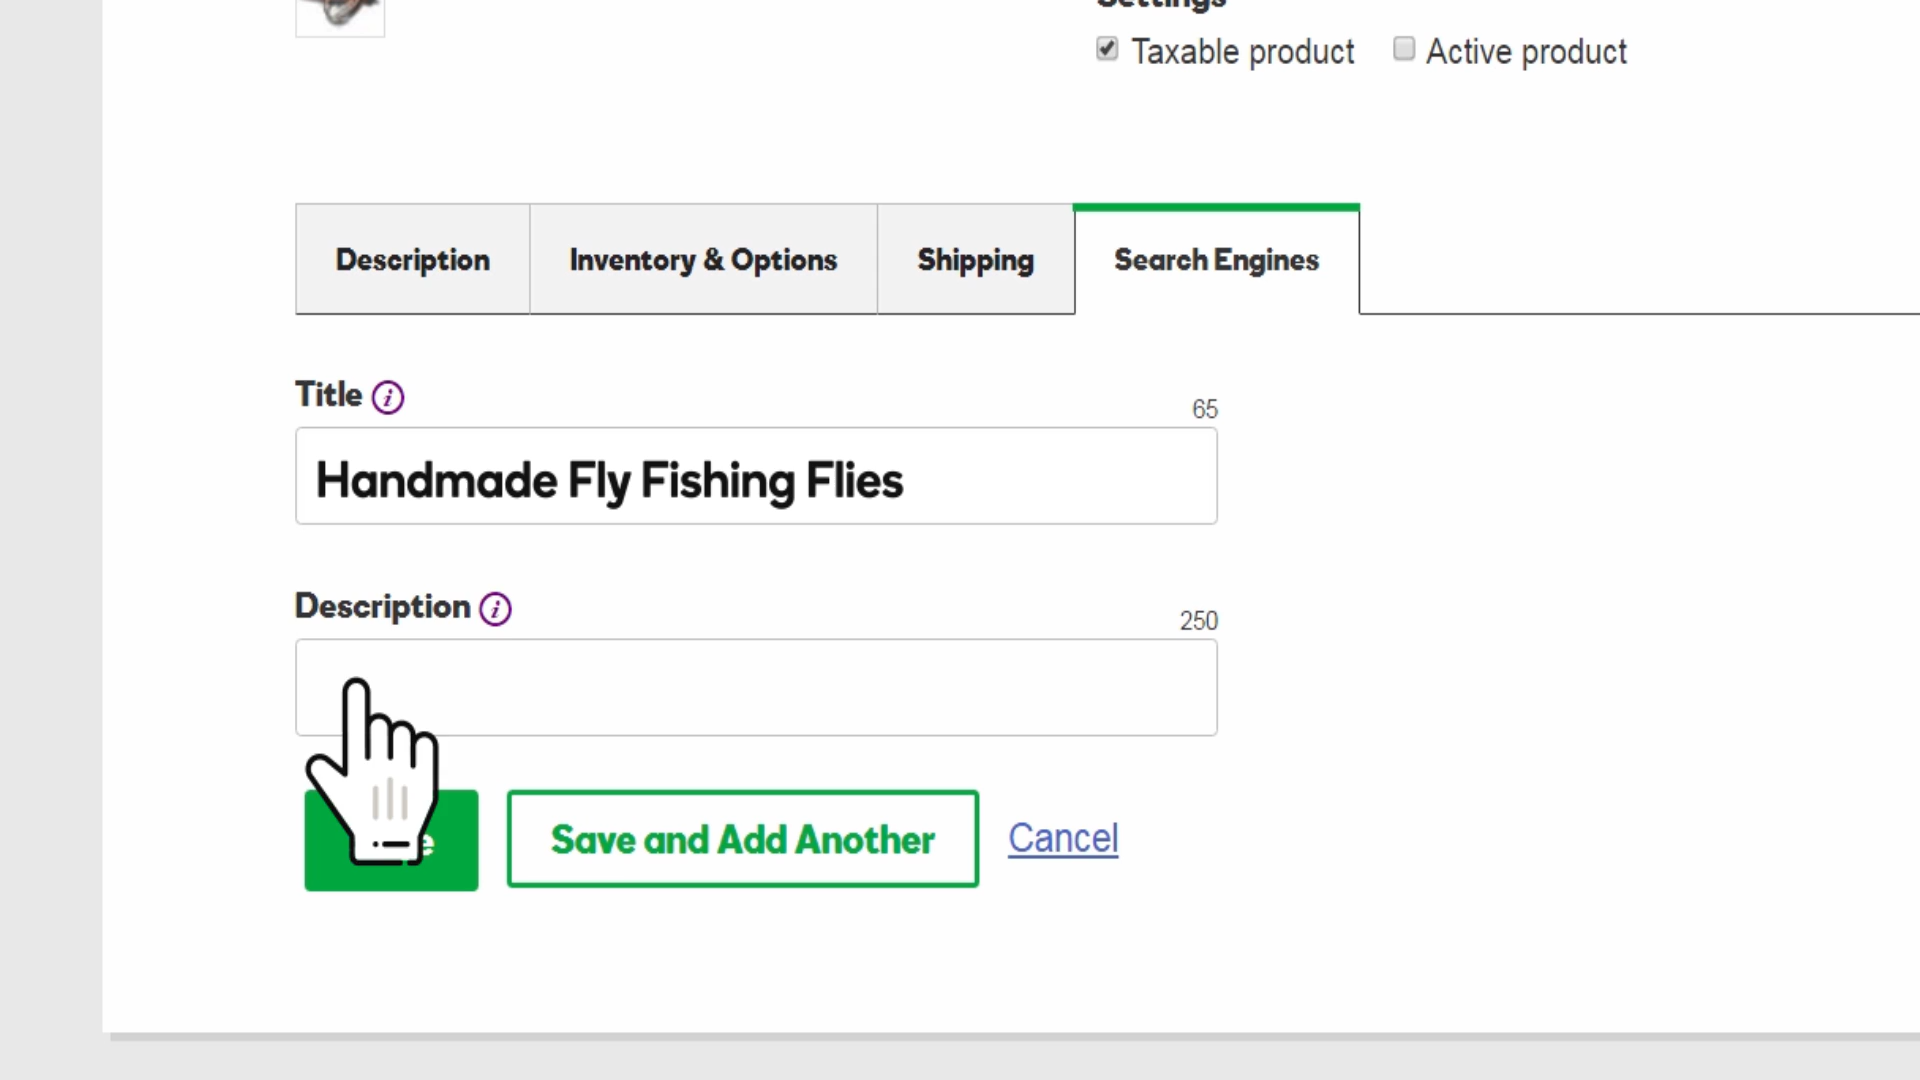 Settings
Taxable product Active product
Description Inventory & Options Shipping Search Engines
Title i
65
Handmade Fly Fishing Flies
Description i
250
Save and Add Another Cancel